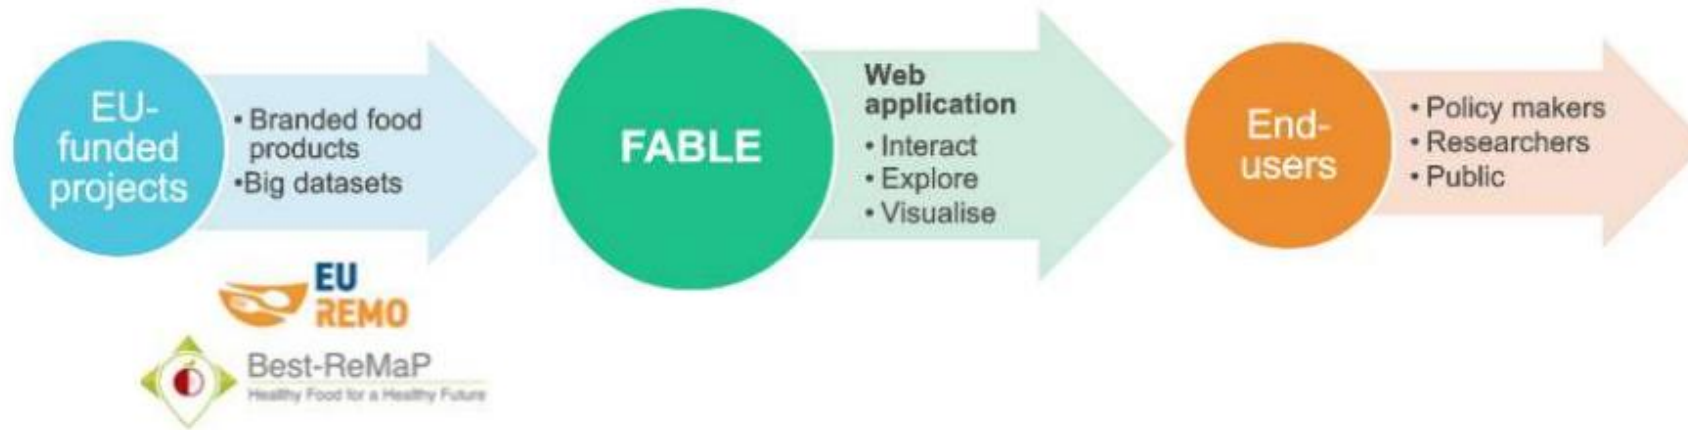 EU-
funded
projects
• Branded food
products
•Big datasets
FABLE
Web
application
• Interact
• Explore
• Visualise
End-
users
• Policy makers
• Researchers
• Public
EU
REMO
Best-ReMaP
Healthy Food for a Healthy Future